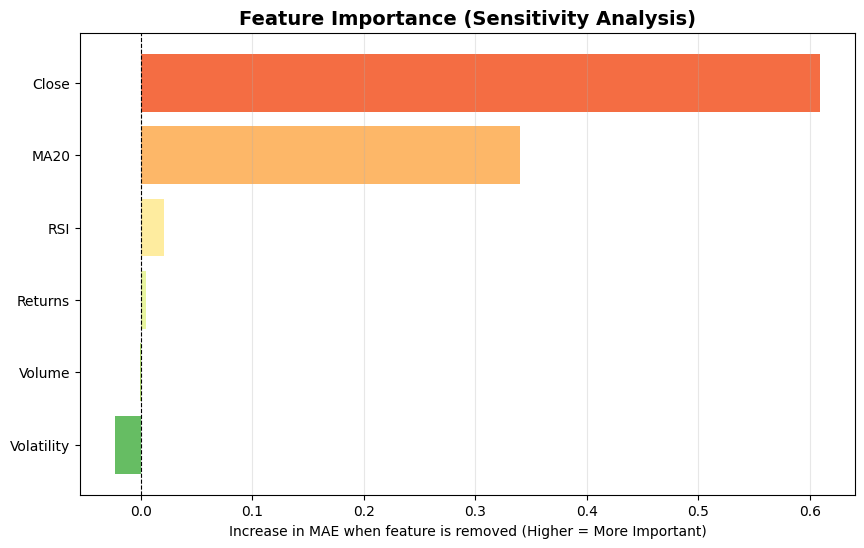 Feature Importance (Sensitivity Analysis)
Close
MA20
RSI
Returns
Volume
Volatility
0.0 0.1 0.2 0.3 0.4 0.5 0.6
Increase in MAE when feature is removed (Higher = More Important)